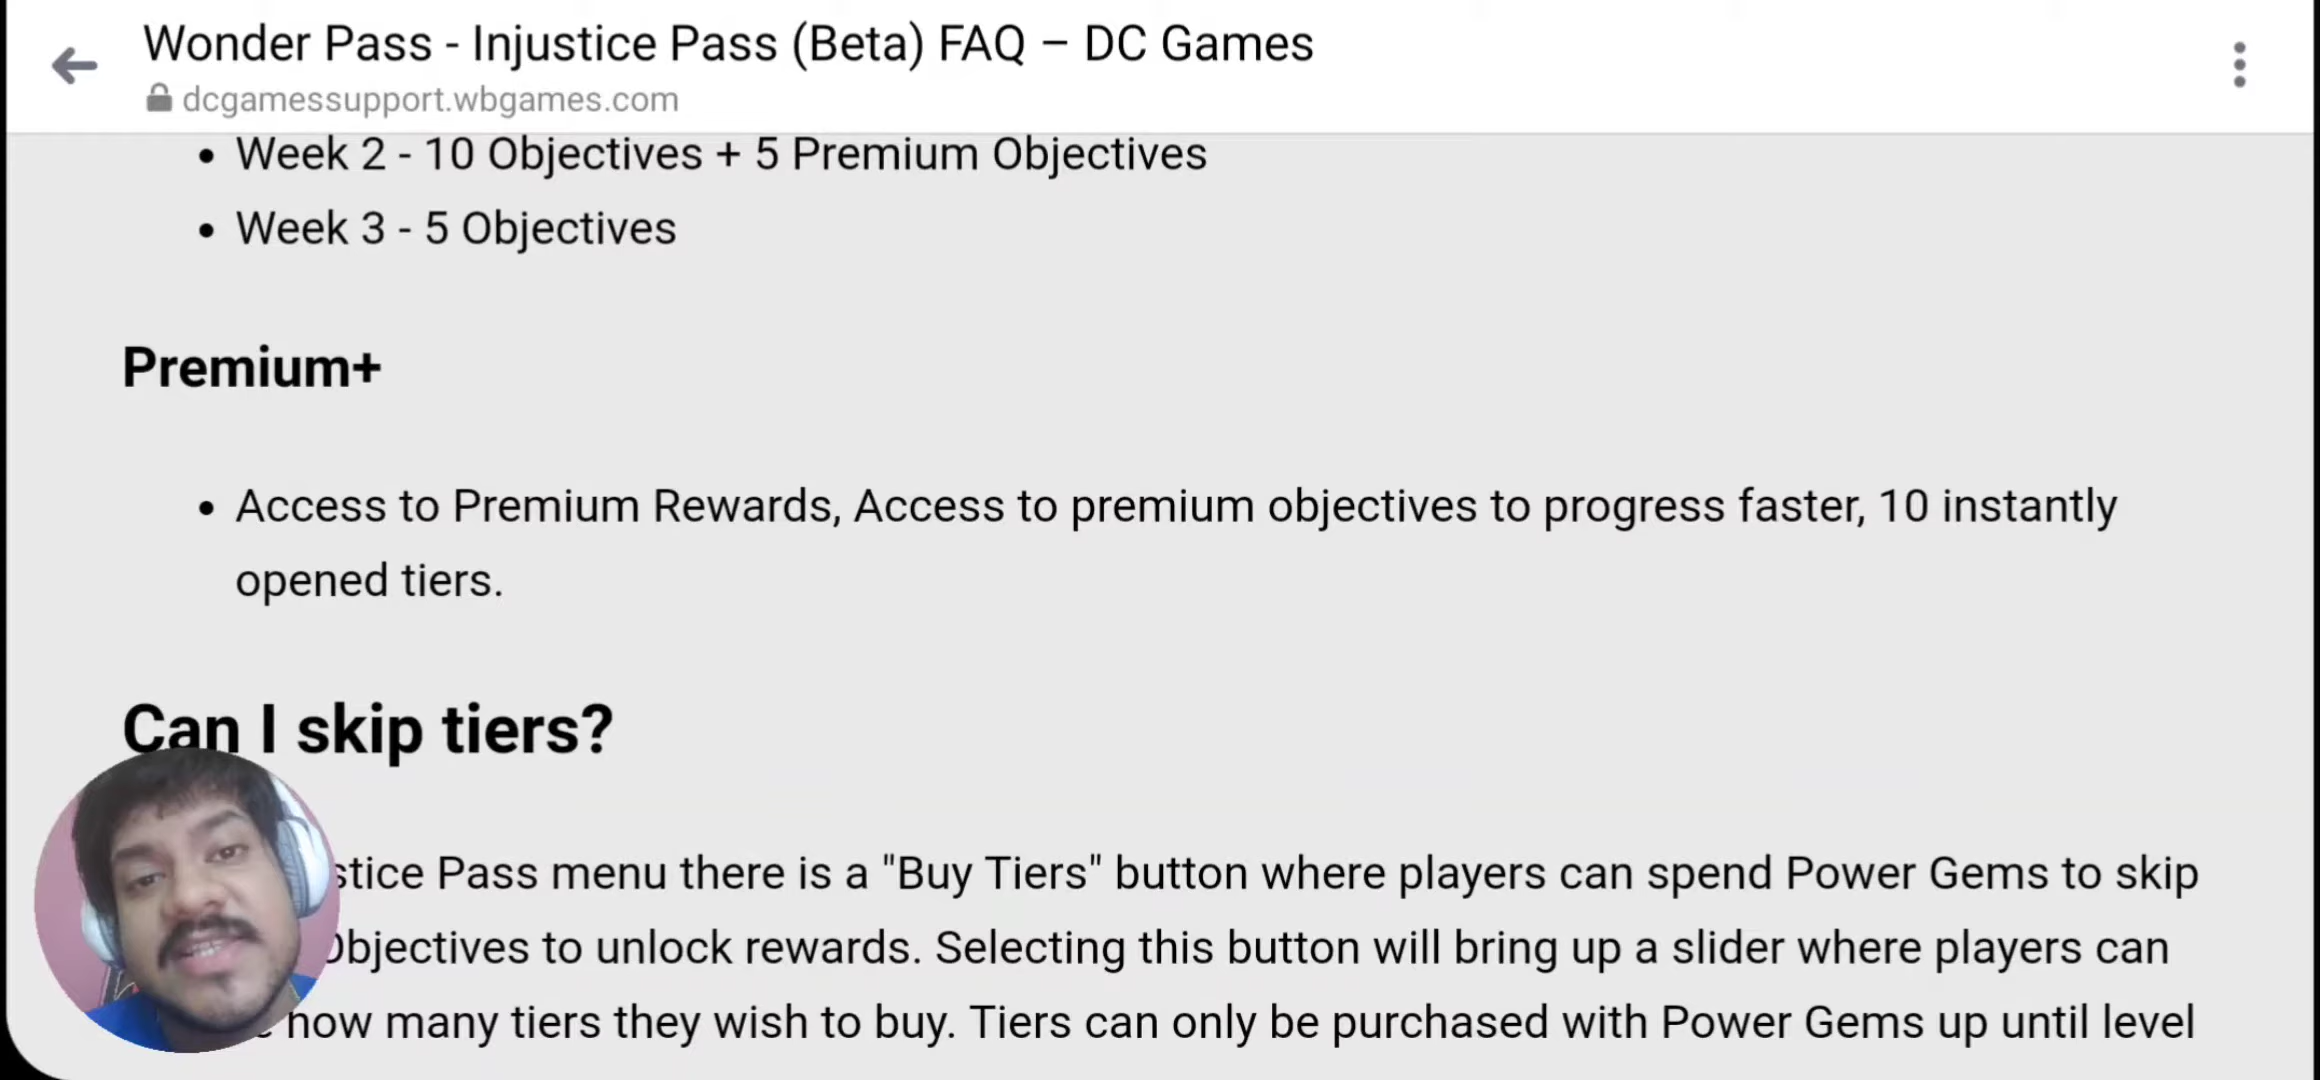 Wonder Pass - Injustice Pass (Beta) FAQ – DC Games
dcgamessupport.wbgames.com
• Week 2 - 10 Objectives + 5 Premium Objectives
• Week 3 - 5 Objectives
Premium+
• Access to Premium Rewards, Access to premium objectives to progress faster, 10 instantly
opened tiers.
Can I skip tiers?
stice Pass menu there is a "Buy Tiers" button where players can spend Power Gems to skip
Objectives to unlock rewards. Selecting this button will bring up a slider where players can
how many tiers they wish to buy. Tiers can only be purchased with Power Gems up until level